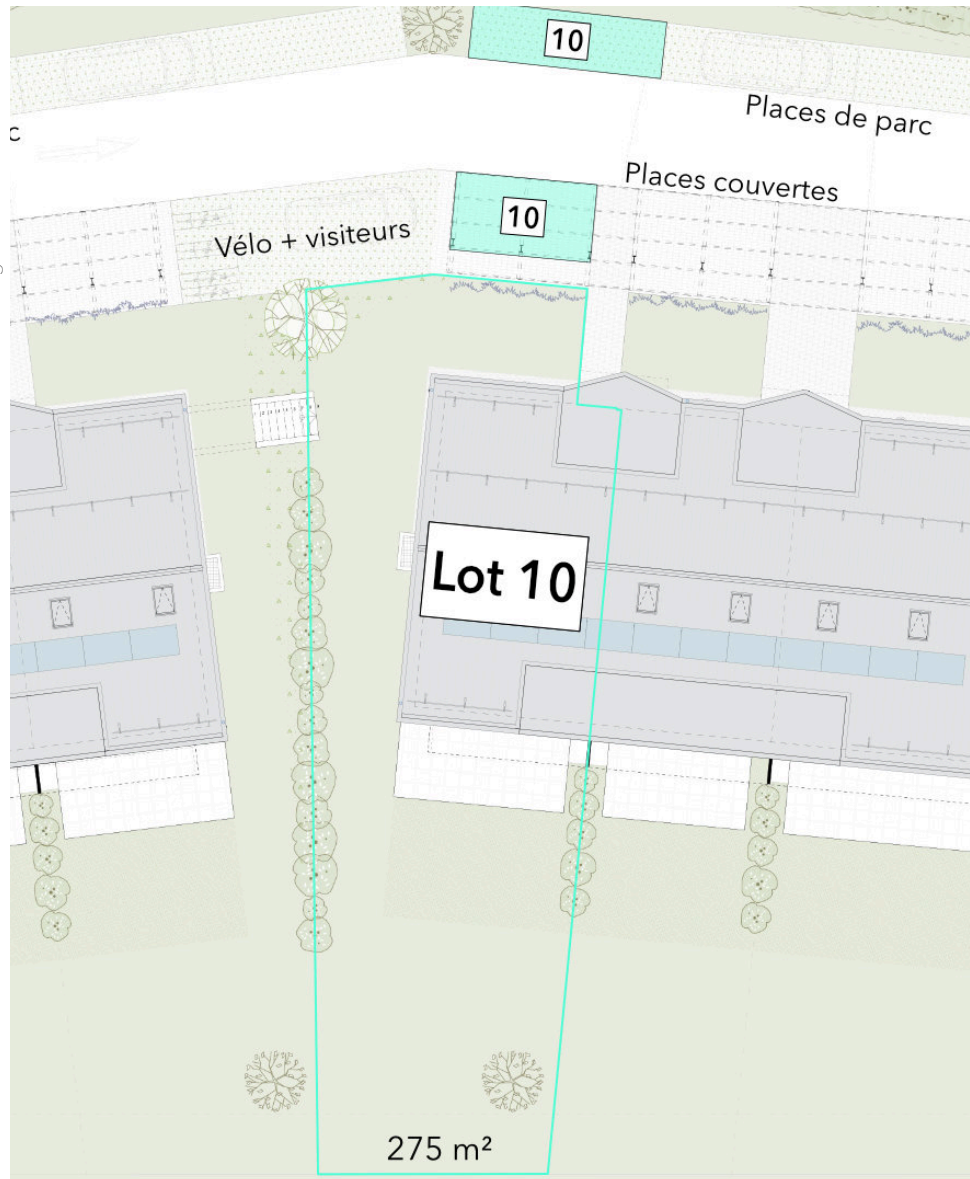 10
Places de parc
c
Places couvertes
10
Vélo + visiteurs
Lot 10
275 m²